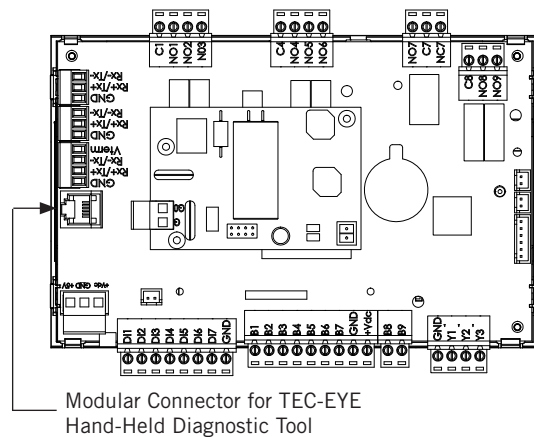 C1 NO1 NO2 NO3
C4 NO4 NO5 NO6
NO7 C7 NC7
C8 NO8 NO9
Rx-/Tx-
Rx+/Tx+
GND
Rx-/Tx-
Rx+/Tx+
GND
VTerm
Rx-/Tx-
Rx+/Tx+
GND
G G0
+Vdc GND +5V
DI1 DI2 DI3 DI4 DI5 DI6 DI7 GND
B1 B2 B3 B4 B5 B6 B7 GND +Vdc
B8 B9
GND Y1 Y2 Y3
Modular Connector for TEC-EYE
Hand-Held Diagnostic Tool